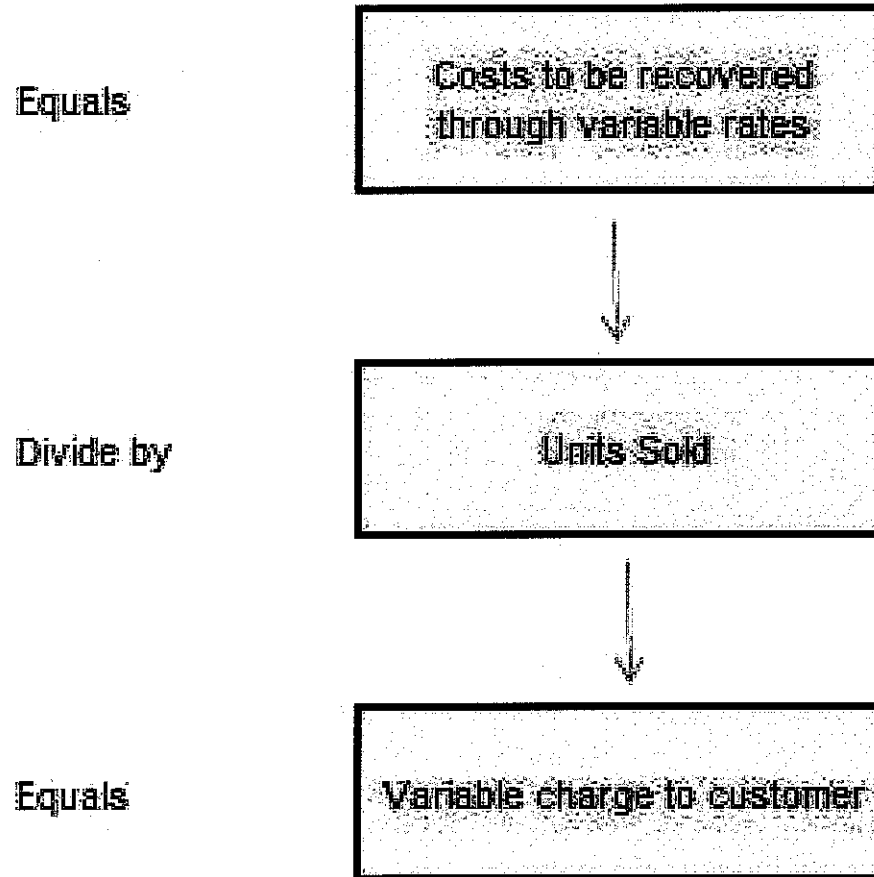 Equals
Costs to be recovered
through variable rates
Divide by
Units Sold
Equals
Variable charge to customer